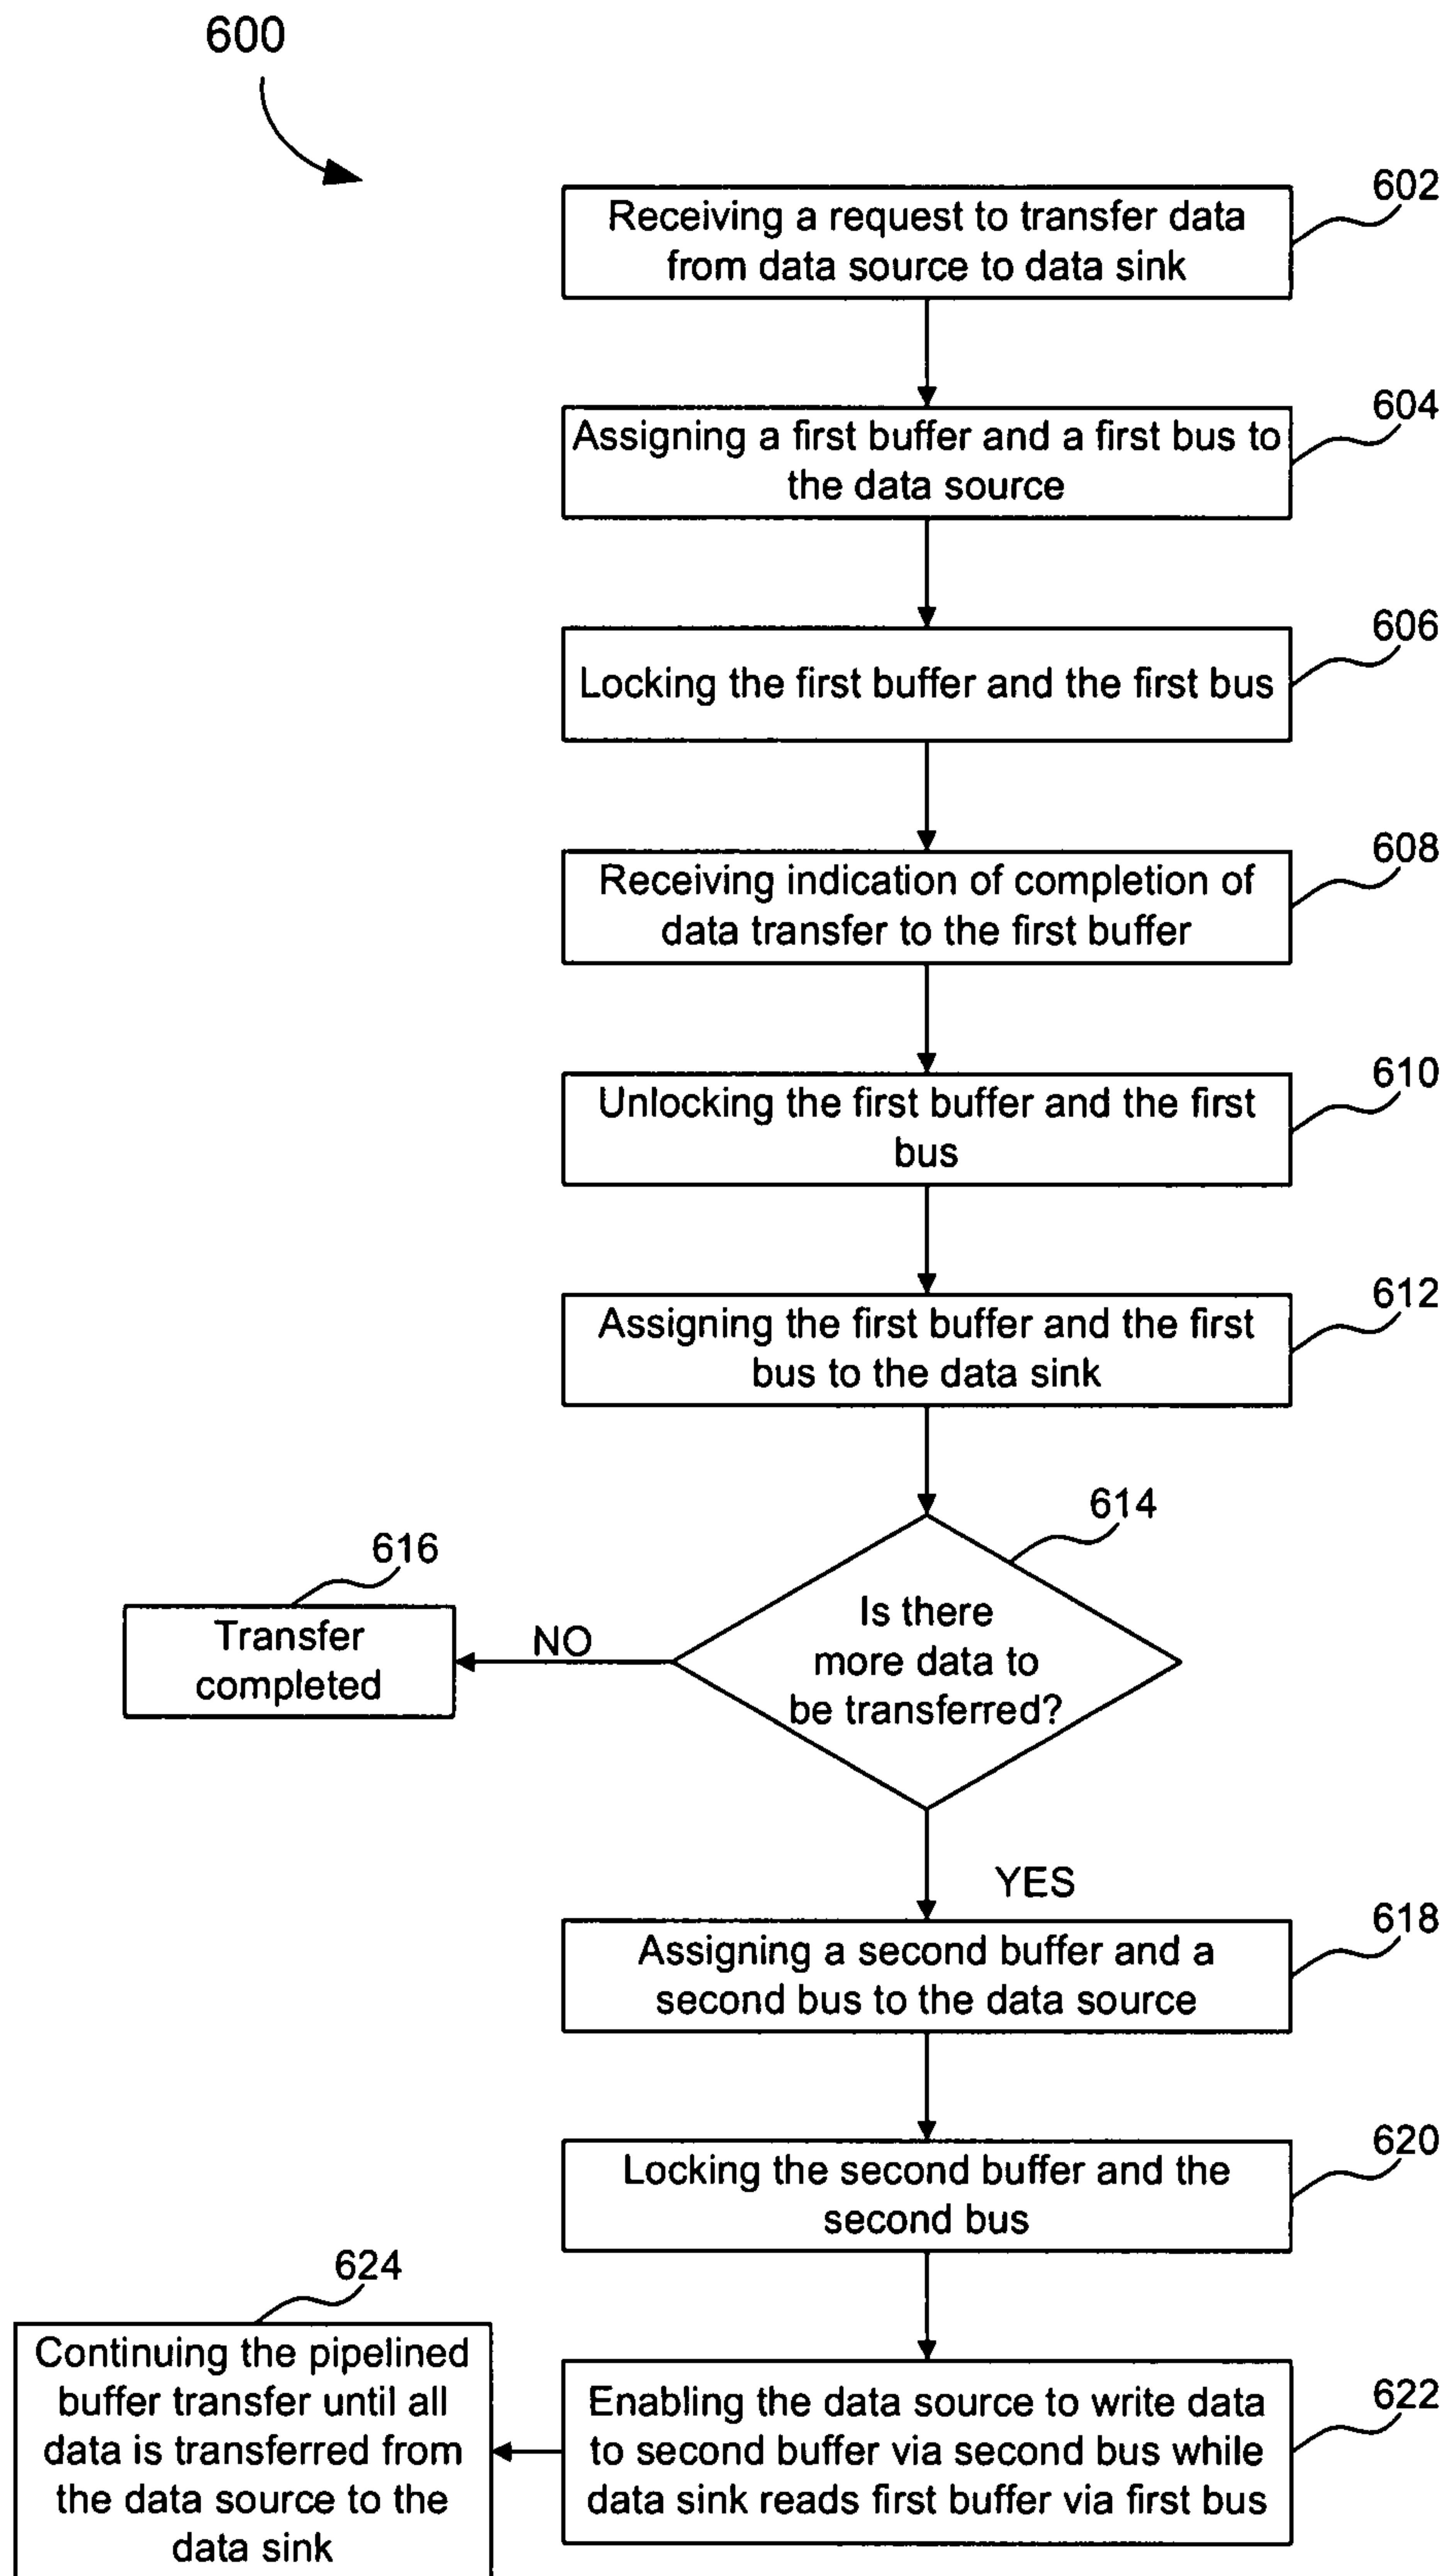 600
602
Receiving a request to transfer data
from data source to data sink
604
Assigning a first buffer and a first bus to
the data source
606
Locking the first buffer and the first bus
608
Receiving indication of completion of
data transfer to the first buffer
610
Unlocking the first buffer and the first
bus
612
Assigning the first buffer and the first
bus to the data sink
614
Is there
more data to
be transferred?
616
NO
Transfer
completed
YES
618
Assigning a second buffer and a
second bus to the data source
620
Locking the second buffer and the
second bus
622
Enabling the data source to write data
to second buffer via second bus while
data sink reads first buffer via first bus
624
Continuing the pipelined
buffer transfer until all
data is transferred from
the data source to the
data sink